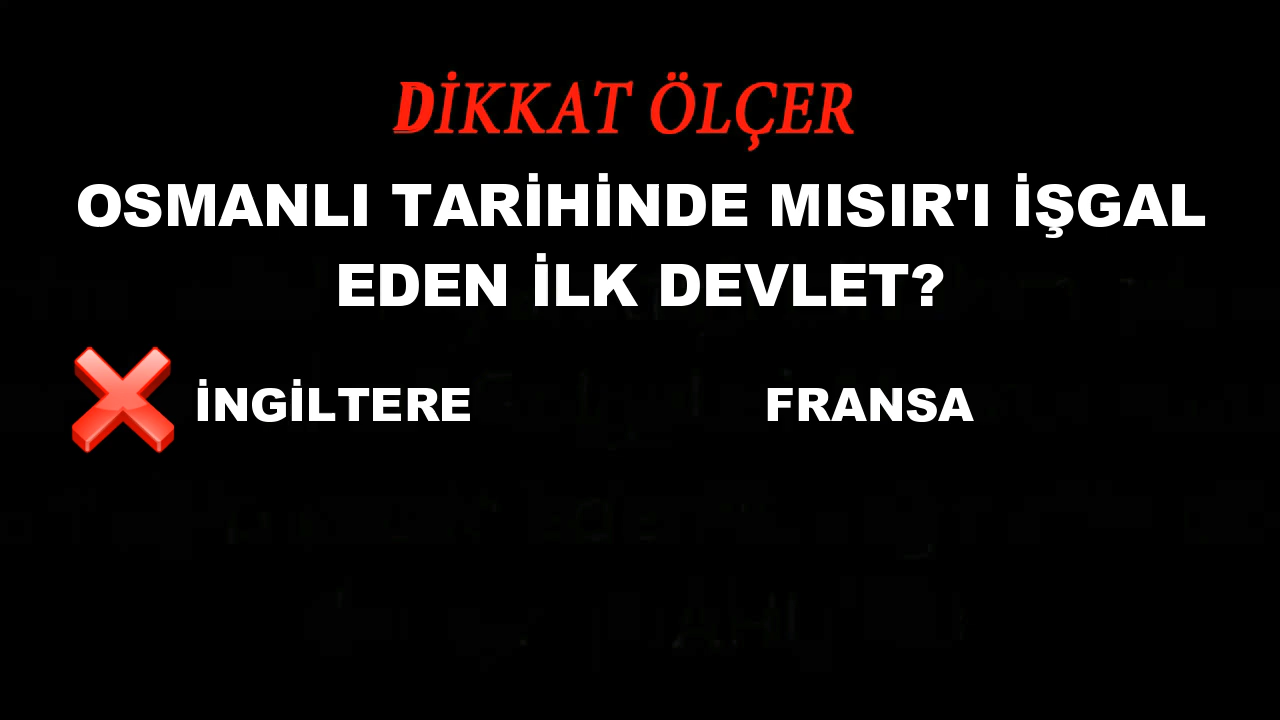 DİKKAT ÖLÇER
OSMANLI TARİHİNDE MISIR'I İŞGAL
EDEN İLK DEVLET?
İNGİLTERE FRANSA